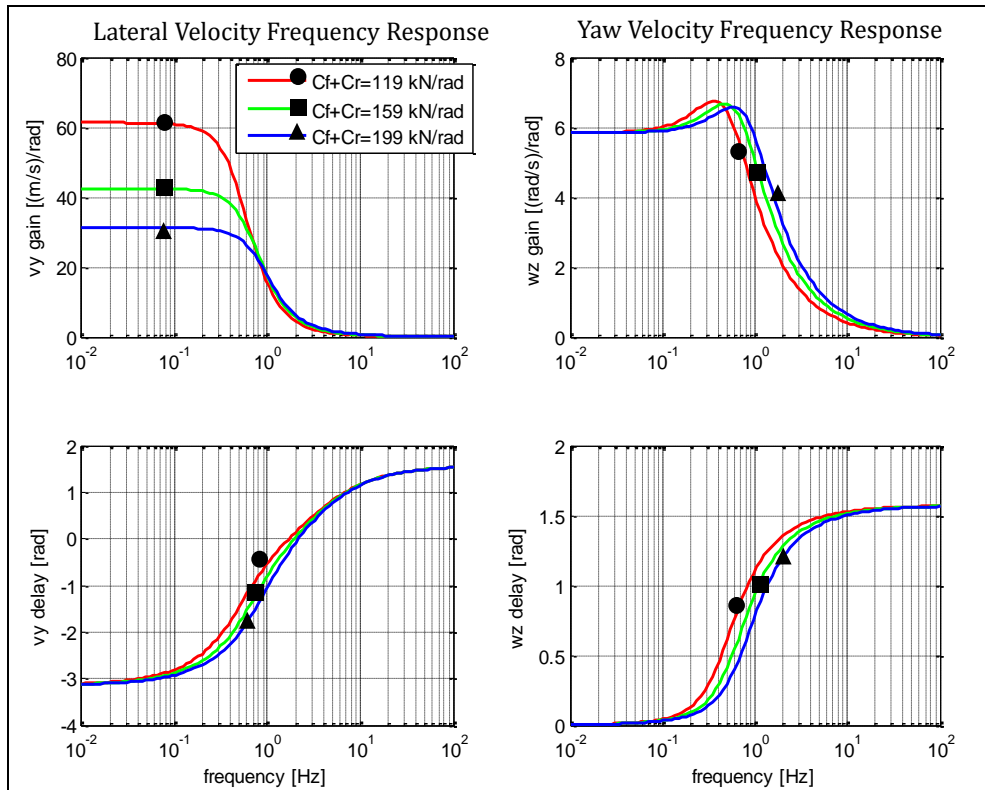 Lateral Velocity Frequency Response
80
60
40
20
0
vy gain [(m/s)/rad]
Cf+Cr=119 kN/rad
Cf+Cr=159 kN/rad
Cf+Cr=199 kN/rad
10^-2 10^-1 10^0 10^1 10^2
frequency [Hz]
Yaw Velocity Frequency Response
10
8
6
4
2
0
wz gain [(rad/s)/rad]
10^-2 10^-1 10^0 10^1 10^2
frequency [Hz]
2
1
0
-1
-2
-3
-4
vy delay [rad]
10^-2 10^-1 10^0 10^1 10^2
frequency [Hz]
2
1.5
1
0.5
0
wz delay [rad]
10^-2 10^-1 10^0 10^1 10^2
frequency [Hz]